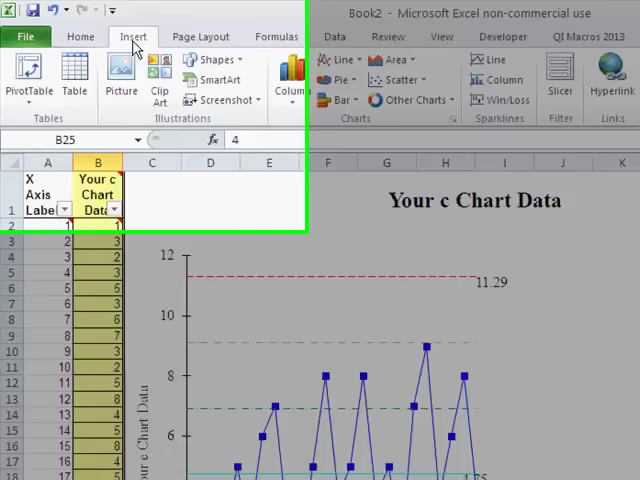 Book2 - Microsoft Excel non-commercial use
File Home Insert Page Layout Formulas Data Review View Developer QI Macros 2013
PivotTable Table Picture Clip Art Shapes SmartArt Screenshot Column Line Pie Bar Area Scatter Other Charts Line Column Win/Loss Slicer Hyperlink
Tables Illustrations Charts Sparklines Filter Links
B25 fx 4
A B C D E F G H I J K
1 X Axis Label Your c Chart Data
2 1 1
3 2 3
4 3 2
5 4 3
6 5 5
7 6 3
8 7 6
9 8 7
10 9 3
11 10 2
12 11 5
13 12 8
14 13 4
15 14 5
16 15 8
17 16 4
18 17 5
Your c Chart Data
12
11.29
10
8
6
4.75
Your c Chart Data